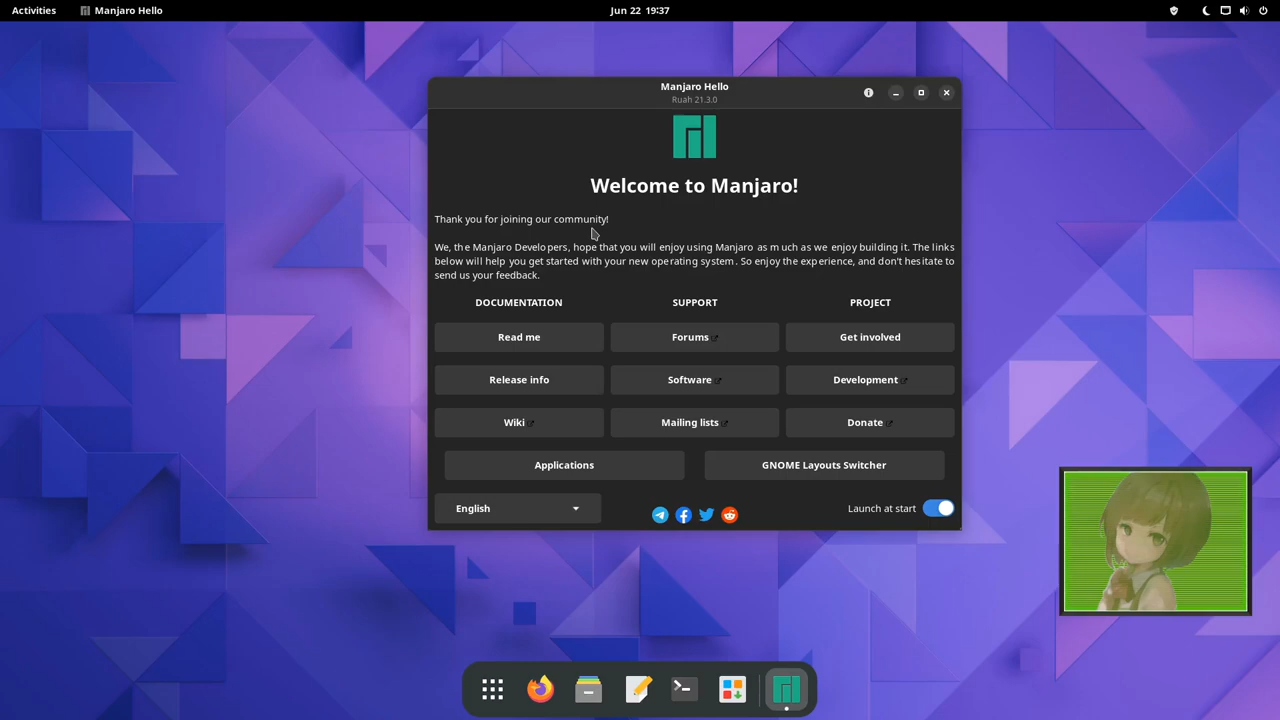 Activities Manjaro Hello Jun 22 19:37
Manjaro Hello
Ruah 21.3.0
Welcome to Manjaro!
Thank you for joining our community!
We, the Manjaro Developers, hope that you will enjoy using Manjaro as much as we enjoy building it. The links
below will help you get started with your new operating system. So enjoy the experience, and don't hesitate to
send us your feedback.
DOCUMENTATION SUPPORT PROJECT
Read me Forums Get involved
Release info Software Development
Wiki Mailing lists Donate
Applications GNOME Layouts Switcher
English Launch at start